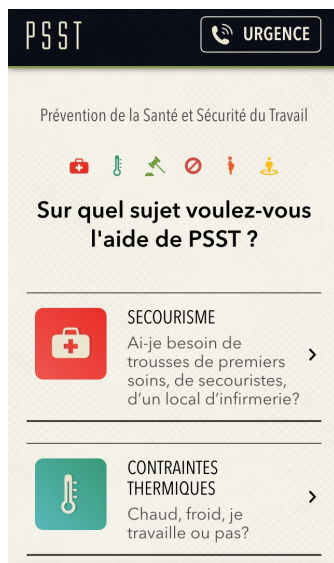 PSST
URGENCE
Prévention de la Santé et Sécurité du Travail
Sur quel sujet voulez-vous
l'aide de PSST ?
SECOURISME
Ai-je besoin de
trousses de premiers
soins, de secouristes,
d'un local d'infirmerie?
CONTRAINTES
THERMIQUES
Chaud, froid, je
travaille ou pas?